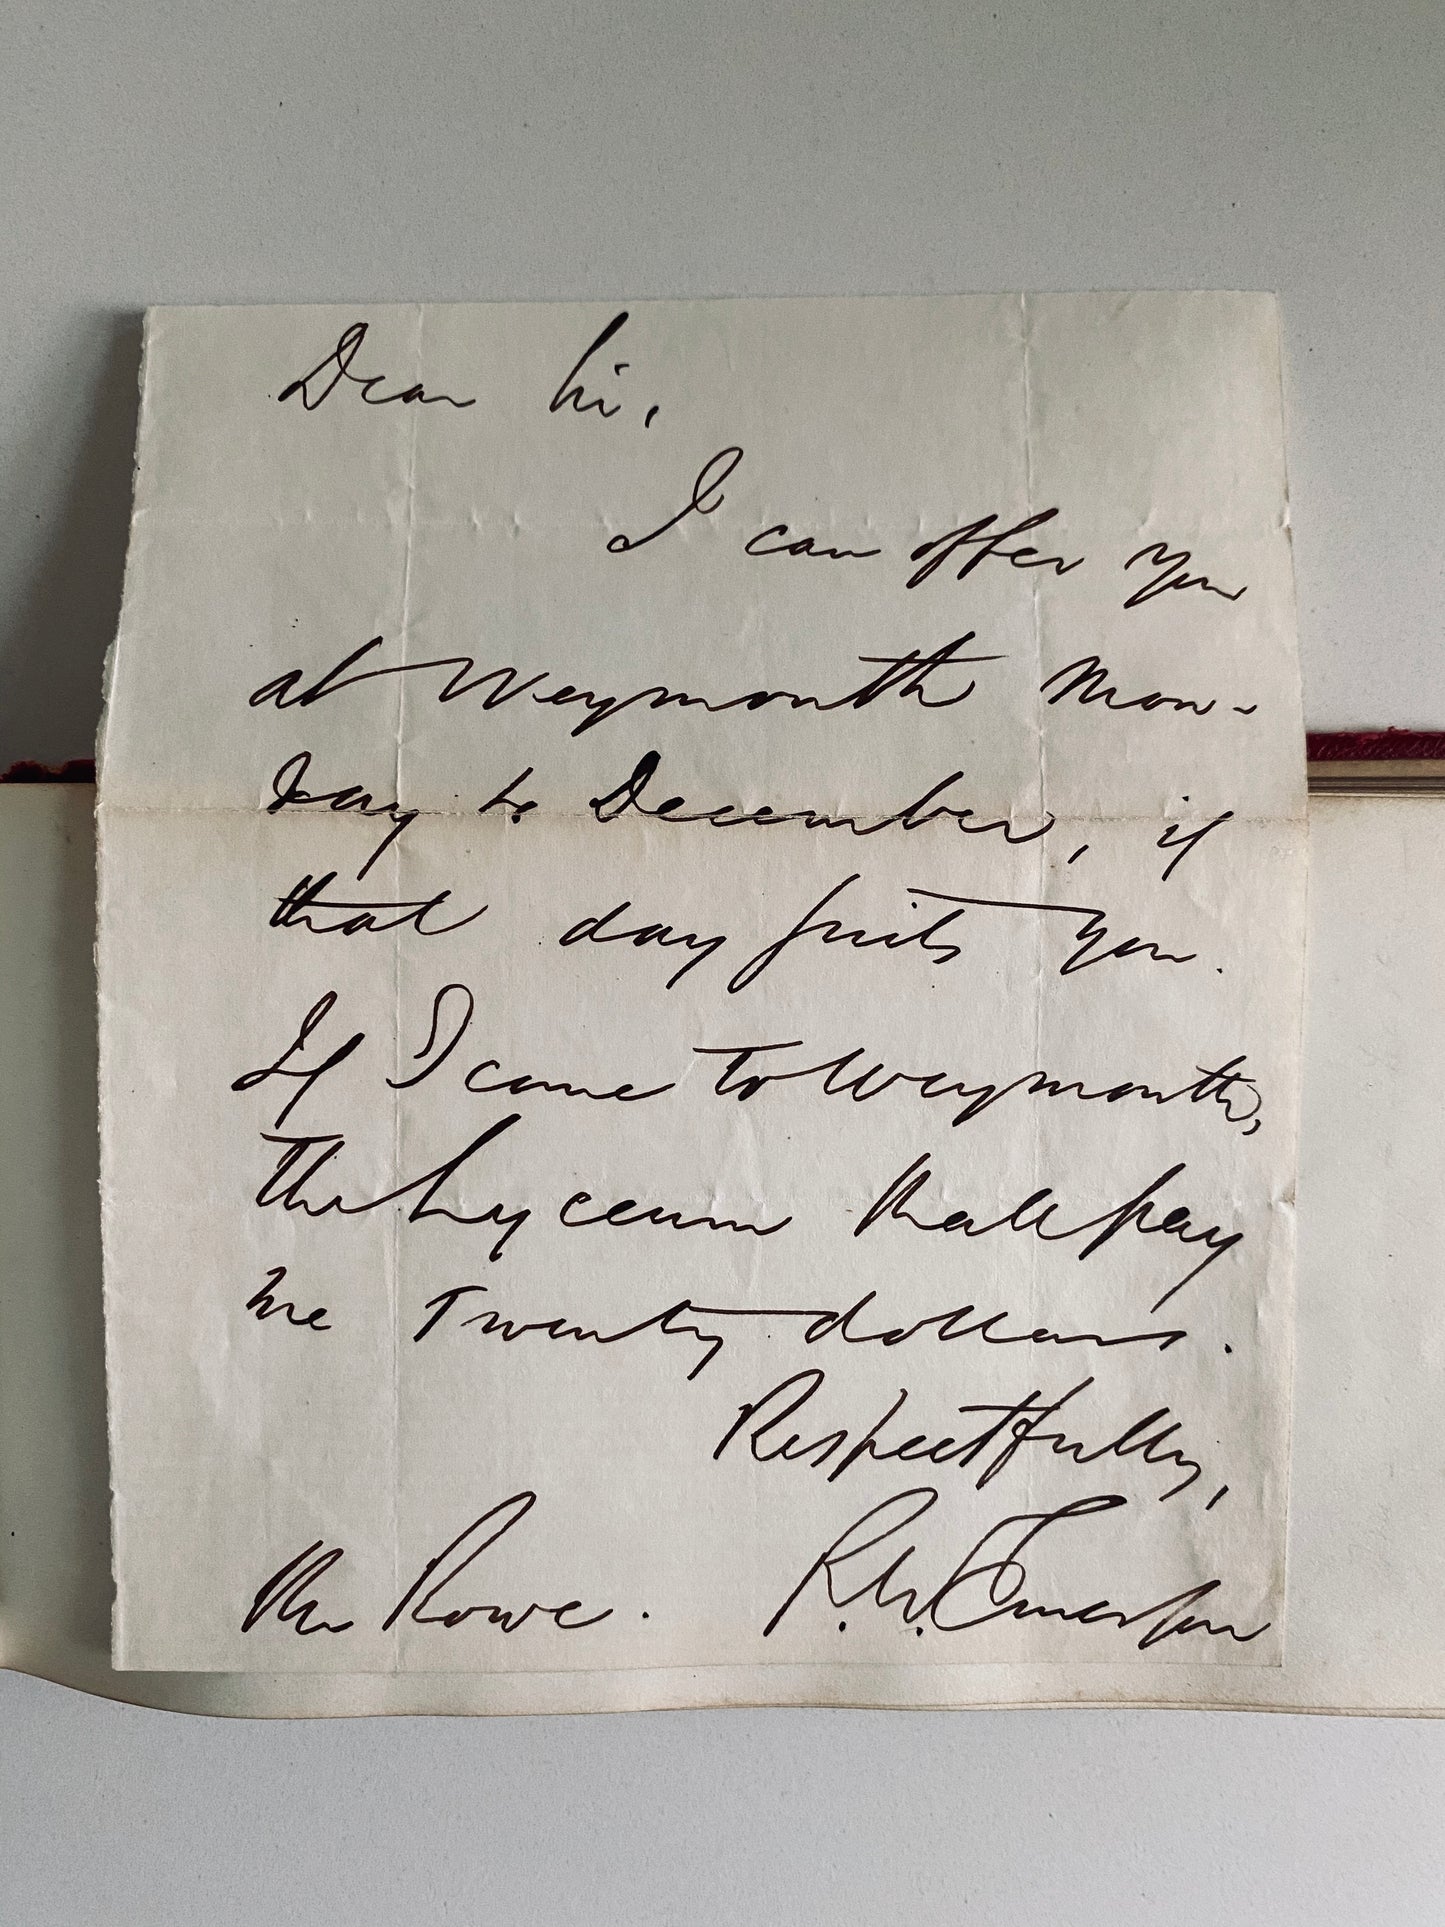 Dear Sir,
I can offer you
at Weymouth Mon-
day December, if
that day suits you.
If I come to Weymouth,
the Lyceum shall pay
me twenty dollars.
Respectfully,
Mr Rowe. R. W. Emerson